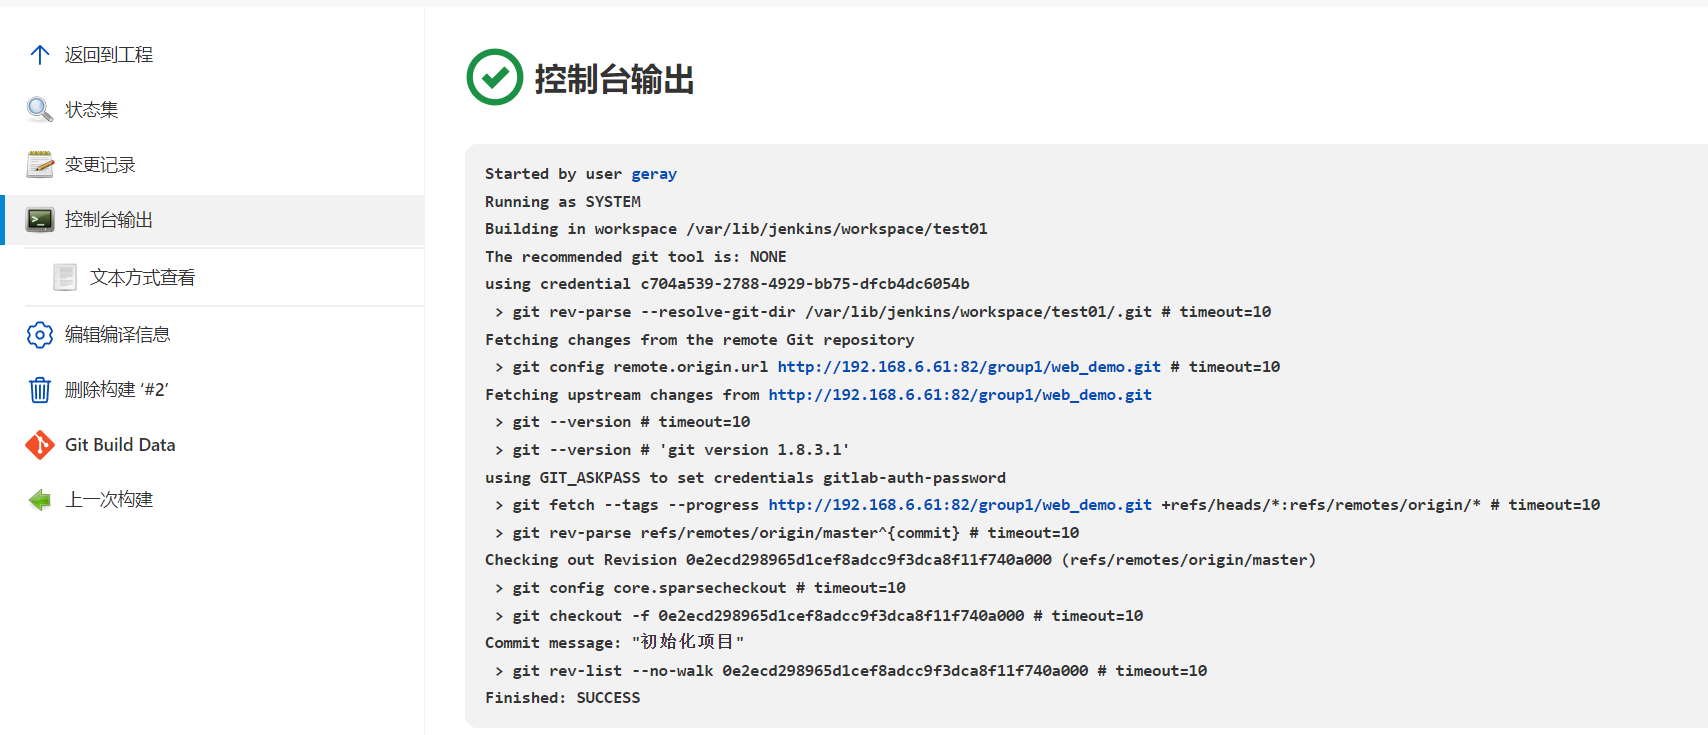 返回到工程
状态集
变更记录
控制台输出
文本方式查看
编辑编译信息
删除构建 ‘#2’
Git Build Data
上一次构建
控制台输出
Started by user geray
Running as SYSTEM
Building in workspace /var/lib/jenkins/workspace/test01
The recommended git tool is: NONE
using credential c704a539-2788-4929-bb75-dfcb4dc6054b
> git rev-parse --resolve-git-dir /var/lib/jenkins/workspace/test01/.git # timeout=10
Fetching changes from the remote Git repository
> git config remote.origin.url http://192.168.6.61:82/group1/web_demo.git # timeout=10
Fetching upstream changes from http://192.168.6.61:82/group1/web_demo.git
> git --version # timeout=10
> git --version # 'git version 1.8.3.1'
using GIT_ASKPASS to set credentials gitlab-auth-password
> git fetch --tags --progress http://192.168.6.61:82/group1/web_demo.git +refs/heads/*:refs/remotes/origin/* # timeout=10
> git rev-parse refs/remotes/origin/master^{commit} # timeout=10
Checking out Revision 0e2ecd298965d1cef8adcc9f3dca8f11f740a000 (refs/remotes/origin/master)
> git config core.sparsecheckout # timeout=10
> git checkout -f 0e2ecd298965d1cef8adcc9f3dca8f11f740a000 # timeout=10
Commit message: "初始化项目"
> git rev-list --no-walk 0e2ecd298965d1cef8adcc9f3dca8f11f740a000 # timeout=10
Finished: SUCCESS